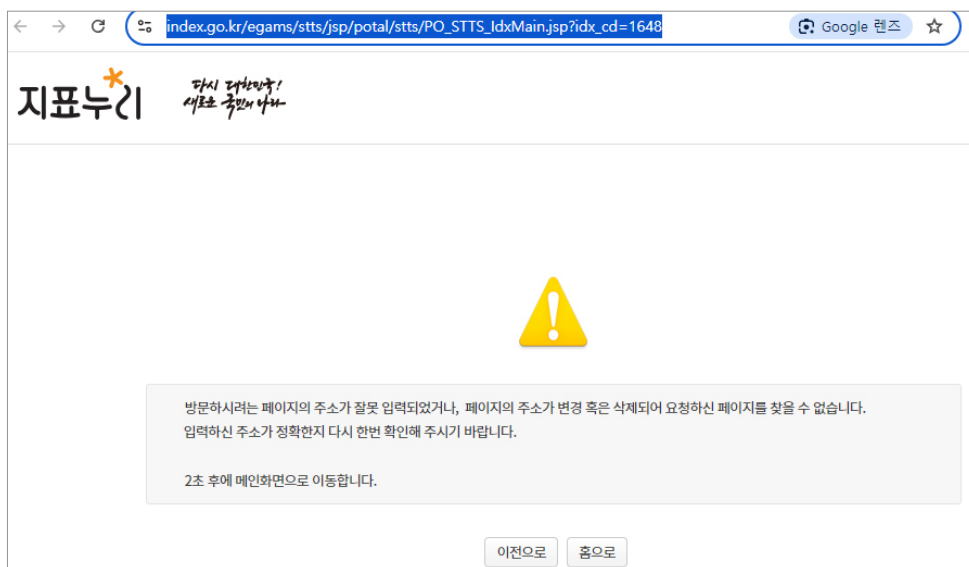 index.go.kr/egams/stts/jsp/potal/stts/PO_STTS_IdxMain.jsp?idx_cd=1648
Google 렌즈
지표누리
다시 대한민국!
새로운 국민의 나라
방문하시려는 페이지의 주소가 잘못 입력되었거나, 페이지의 주소가 변경 혹은 삭제되어 요청하신 페이지를 찾을 수 없습니다.
입력하신 주소가 정확한지 다시 한번 확인해 주시기 바랍니다.
2초 후에 메인화면으로 이동합니다.
이전으로
홈으로